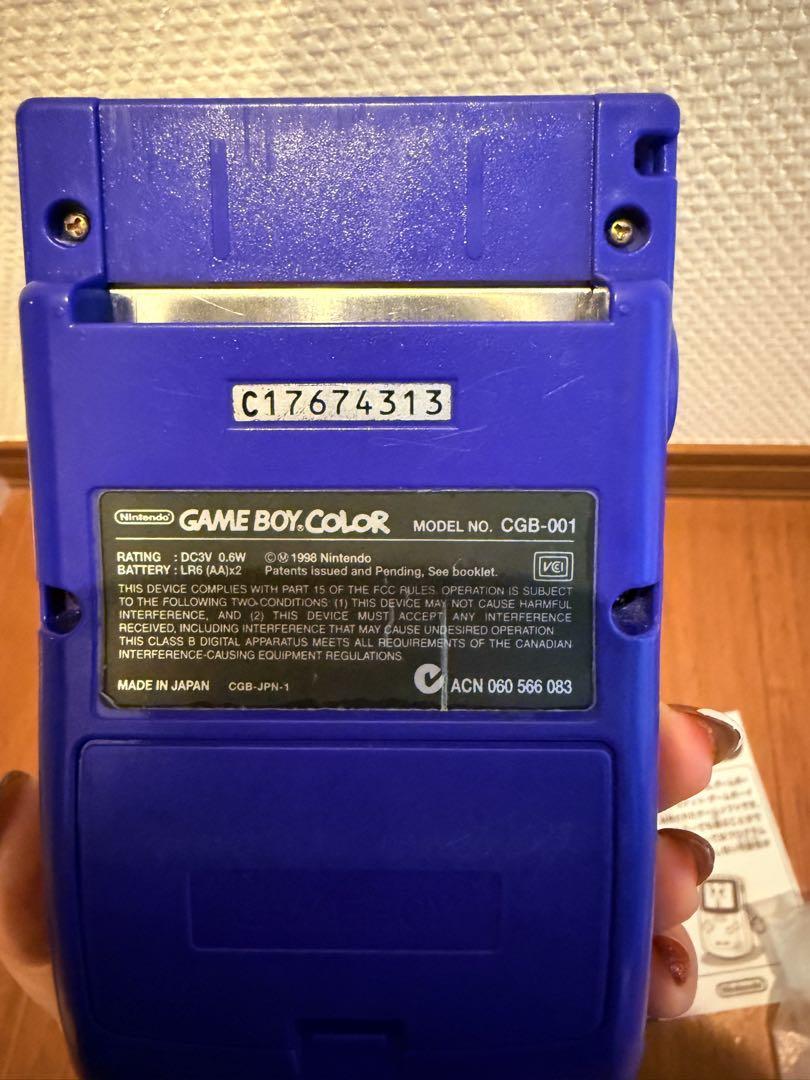 C17674313
Nintendo GAME BOY COLOR MODEL NO. CGB-001
RATING : DC3V 0.6W ©Ⓜ 1998 Nintendo
BATTERY : LR6 (AA)x2 Patents issued and Pending, See booklet.
VCI
THIS DEVICE COMPLIES WITH PART 15 OF THE FCC RULES. OPERATION IS SUBJECT
TO THE FOLLOWING TWO CONDITIONS: (1) THIS DEVICE MAY NOT CAUSE HARMFUL
INTERFERENCE, AND (2) THIS DEVICE MUST ACCEPT ANY INTERFERENCE
RECEIVED, INCLUDING INTERFERENCE THAT MAY CAUSE UNDESIRED OPERATION.
THIS CLASS B DIGITAL APPARATUS MEETS ALL REQUIREMENTS OF THE CANADIAN
INTERFERENCE-CAUSING EQUIPMENT REGULATIONS.
MADE IN JAPAN CGB-JPN-1 ACN 060 566 083
Nintendo